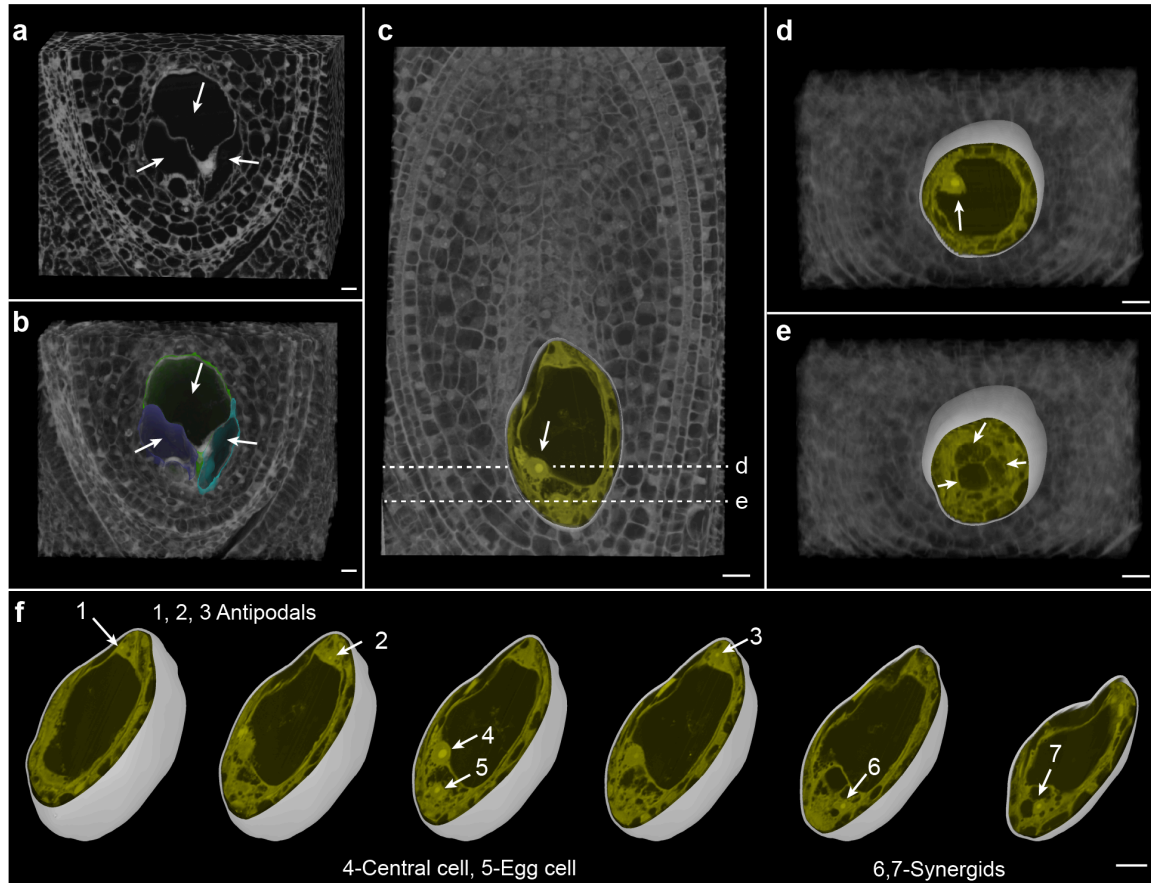 a
b
c
d
e
d
e
f
1
1, 2, 3 Antipodals
2
3
4
5
6
7
4-Central cell, 5-Egg cell
6,7-Synergids